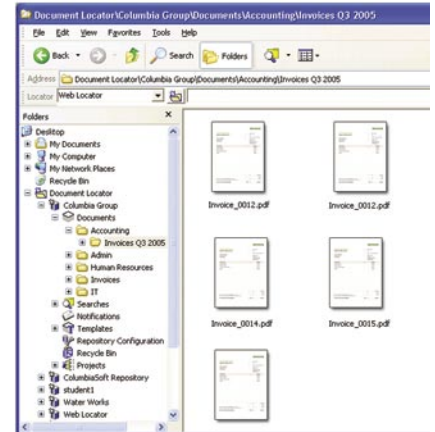 Document Locator\Columbia Group\Documents\Accounting\Invoices Q3 2005
File Edit View Favorites Tools Help
Back Search Folders
Address Document Locator\Columbia Group\Documents\Accounting\Invoices Q3 2005
Locator Web Locator
Folders x
Desktop
My Documents
My Computer
My Network Places
Recycle Bin
Document Locator
Columbia Group
Documents
Accounting
Invoices Q3 2005
Admin
Human Resources
Invoices
IT
Searches
Notifications
Templates
Repository Configuration
Recycle Bin
Projects
ColumbiaSoft Repository
student1
Water Works
Web Locator
Invoice_0012.pdf Invoice_0012.pdf
Invoice_0014.pdf Invoice_0015.pdf